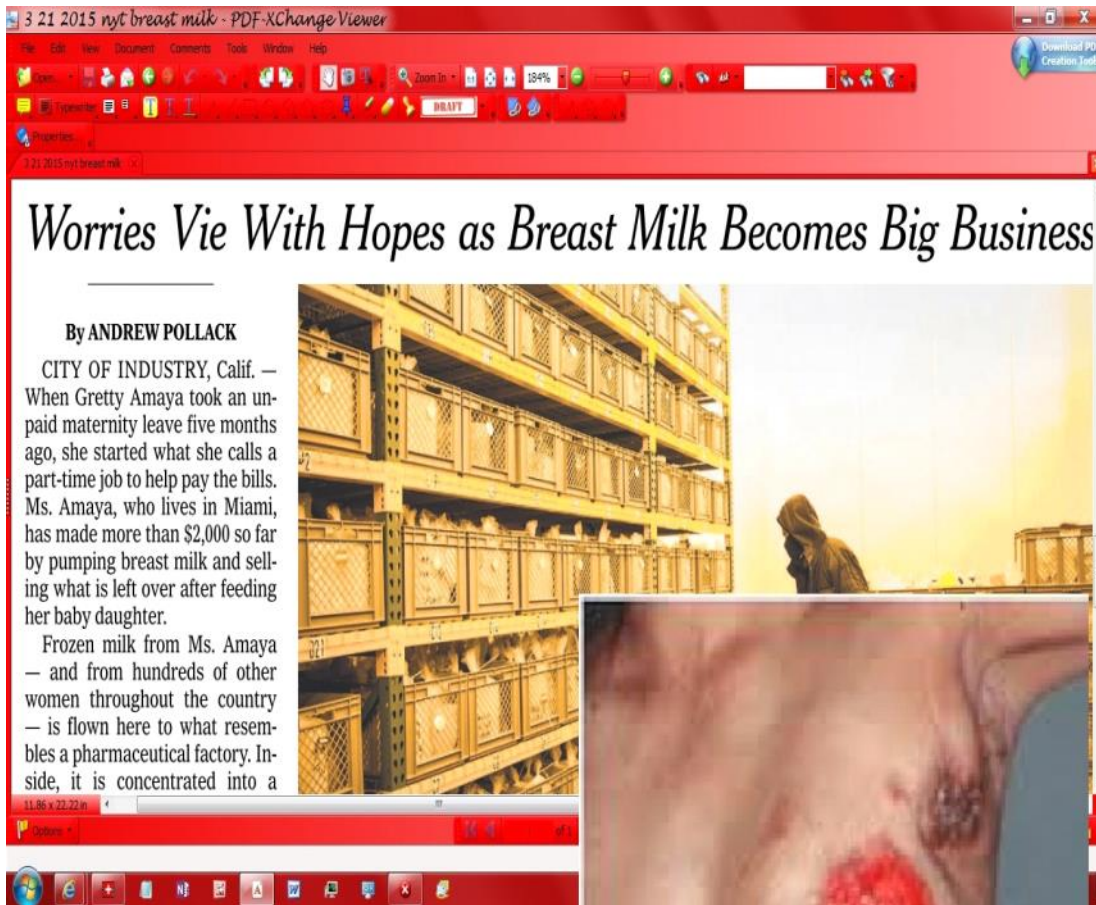 3 21 2015 nyt breast milk - PDF-XChange Viewer
File Edit View Document Comments Tools Window Help
Download PD
Creation Tool
Open...
Zoom In
184%
Typewriter
DRAFT
Properties...
3 21 2015 nyt breast milk
Worries Vie With Hopes as Breast Milk Becomes Big Business
By ANDREW POLLACK
CITY OF INDUSTRY, Calif. —
When Gretty Amaya took an un-
paid maternity leave five months
ago, she started what she calls a
part-time job to help pay the bills.
Ms. Amaya, who lives in Miami,
has made more than $2,000 so far
by pumping breast milk and sell-
ing what is left over after feeding
her baby daughter.
Frozen milk from Ms. Amaya
— and from hundreds of other
women throughout the country
— is flown here to what resem-
bles a pharmaceutical factory. In-
side, it is concentrated into a
11.86 x 22.22 in
Options
of 1